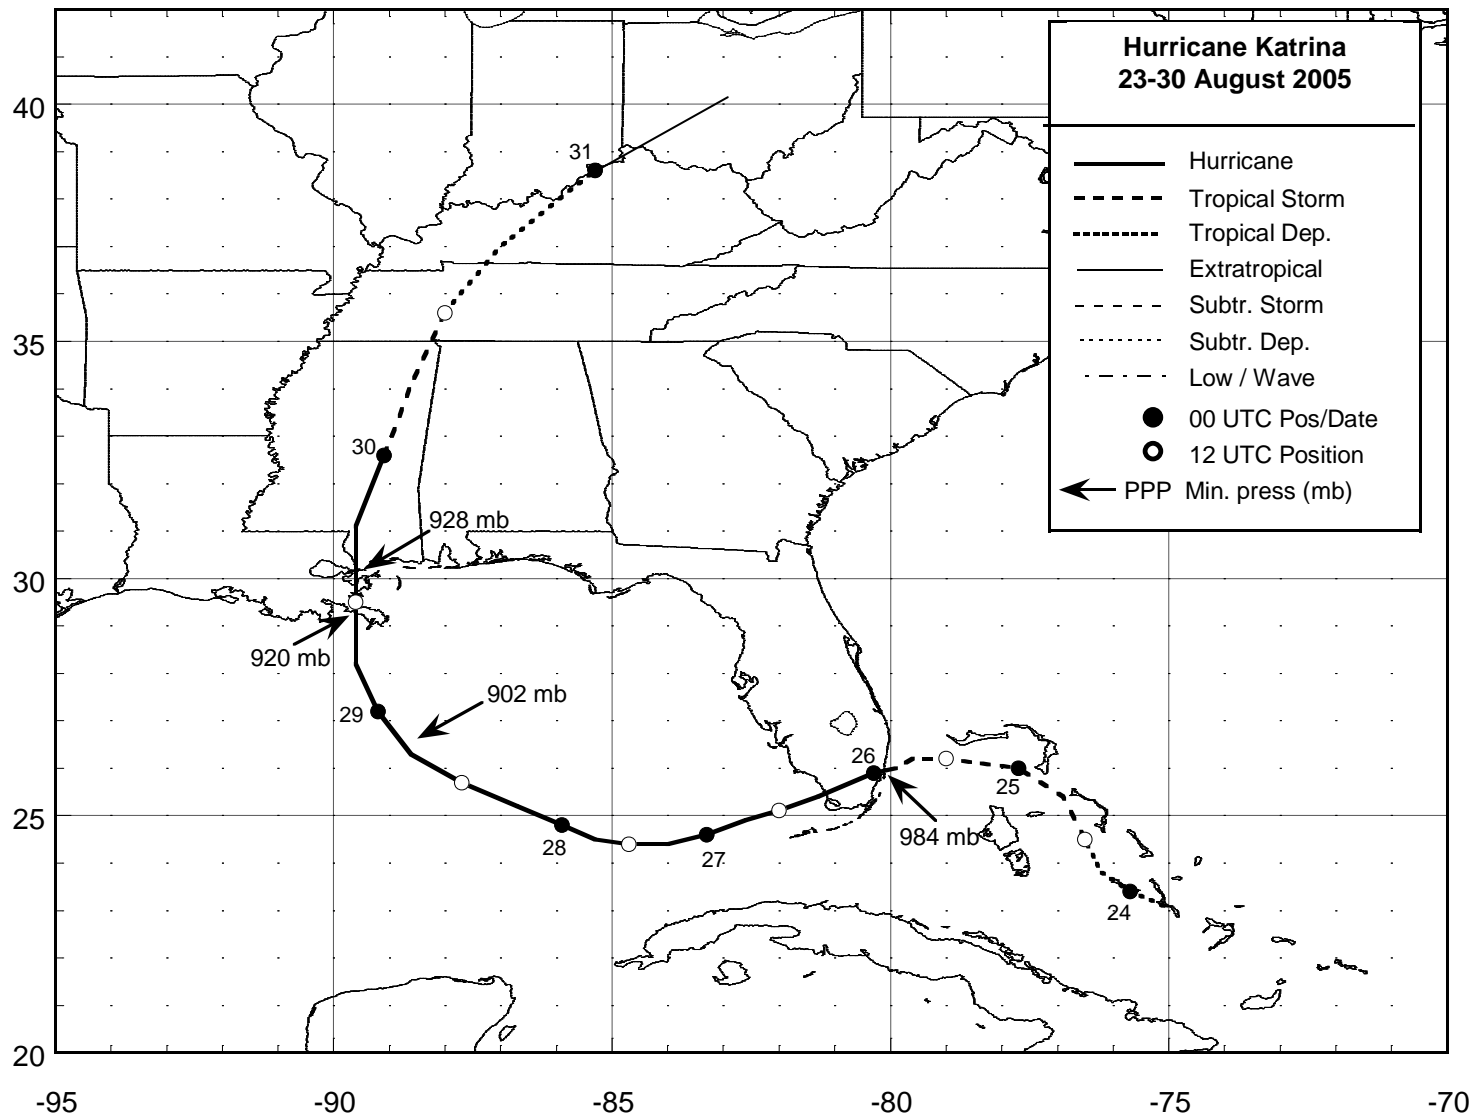 Hurricane Katrina
23-30 August 2005
Hurricane
Tropical Storm
Tropical Dep.
Extratropical
Subtr. Storm
Subtr. Dep.
Low / Wave
00 UTC Pos/Date
12 UTC Position
PPP Min. press (mb)
40
31
35
30
928 mb
30
920 mb
902 mb
29
26
25
984 mb
25
28
27
24
20
-95
-90
-85
-80
-75
-70